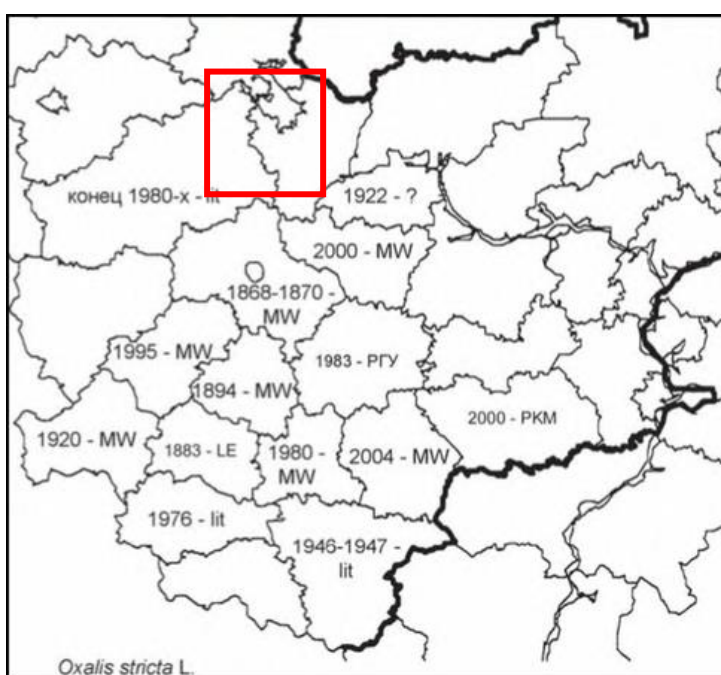 конец 1980-х - lit
1922 - ?
2000 - MW
1868-1870 -
MW
1995 - MW
1983 - РГУ
1894 - MW
2000 - РКМ
1920 - MW
1883 - LE
1980 -
MW
2004 - MW
1976 - lit
1946-1947 -
lit
Oxalis stricta L.